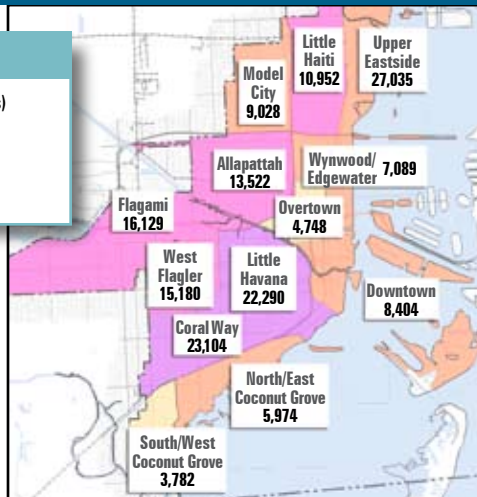 s)
Little
Haiti
10,952
Upper
Eastside
27,035
Model
City
9,028
Allapattah
13,522
Wynwood/
Edgewater 7,089
Flagami
16,129
Overtown
4,748
West
Flagler
15,180
Little
Havana
22,290
Downtown
8,404
Coral Way
23,104
North/East
Coconut Grove
5,974
South/West
Coconut Grove
3,782